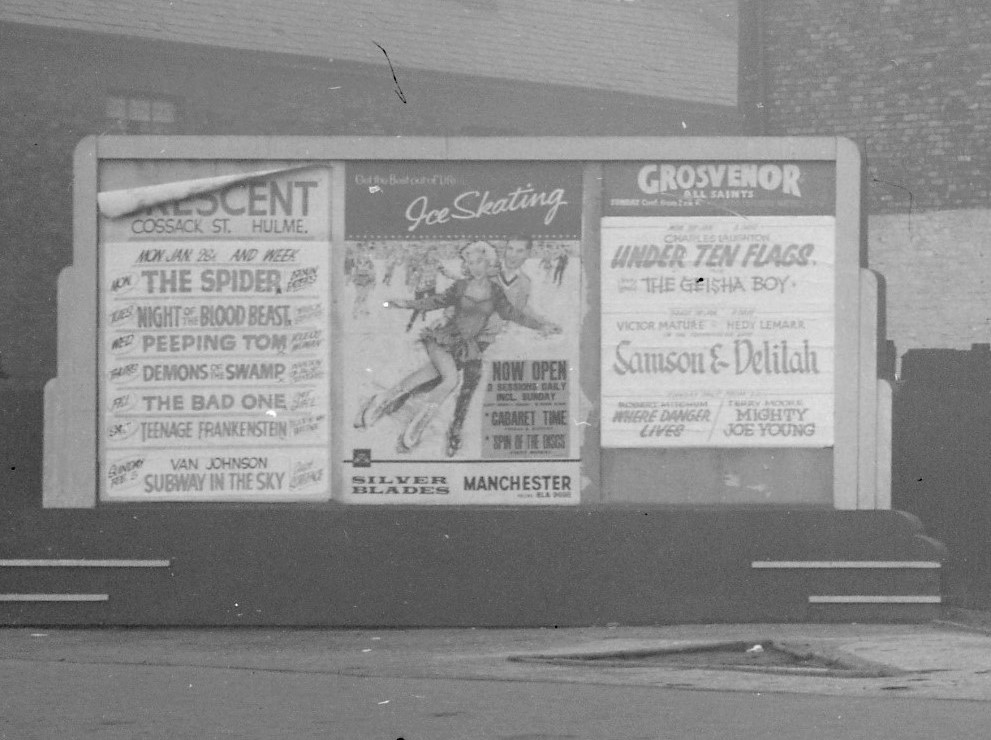 CRESCENT
COSSACK ST. HULME.
MON JAN. 28th AND WEEK
MON THE SPIDER
TUES NIGHT OF THE BLOOD BEAST
WED PEEPING TOM
THURS DEMONS OF THE SWAMP
FRI. THE BAD ONE
SAT. TEENAGE FRANKENSTEIN
SUNDAY FEB. 3 VAN JOHNSON
SUBWAY IN THE SKY
Get the Best out of Life
Ice Skating
NOW OPEN
3 SESSIONS DAILY
INCL. SUNDAY
* CABARET TIME
* SPIN OF THE DISCS
SILVER BLADES MANCHESTER
GROSVENOR
ALL SAINTS
SUNDAY Cont. from
CHARLES LAUGHTON
UNDER TEN FLAGS.
THE GEISHA BOY.
VICTOR MATURE HEDY LEMARR
Samson & Delilah
ROBERT MITCHUM
WHERE DANGER
LIVES
TERRY MOORE
MIGHTY
JOE YOUNG